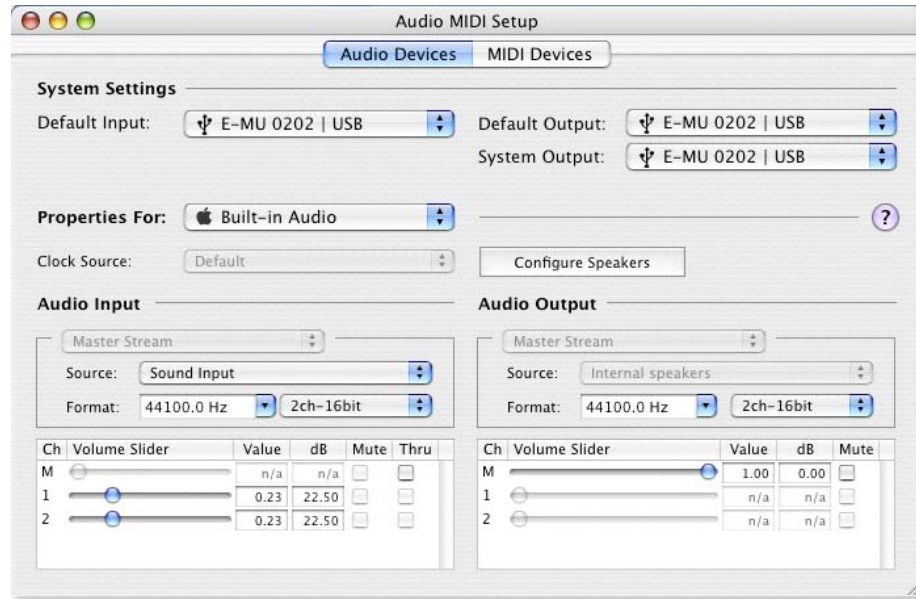 Audio MIDI Setup
Audio Devices MIDI Devices
System Settings
Default Input: E-MU 0202 | USB
Default Output: E-MU 0202 | USB
System Output: E-MU 0202 | USB
Properties For: Built-in Audio ?
Clock Source: Default
Configure Speakers
Audio Input
Master Stream
Source: Sound Input
Format: 44100.0 Hz 2ch-16bit
Ch Volume Slider Value dB Mute Thru
M n/a n/a
1 0.23 22.50
2 0.23 22.50
Audio Output
Master Stream
Source: Internal speakers
Format: 44100.0 Hz 2ch-16bit
Ch Volume Slider Value dB Mute
M 1.00 0.00
1 n/a n/a
2 n/a n/a